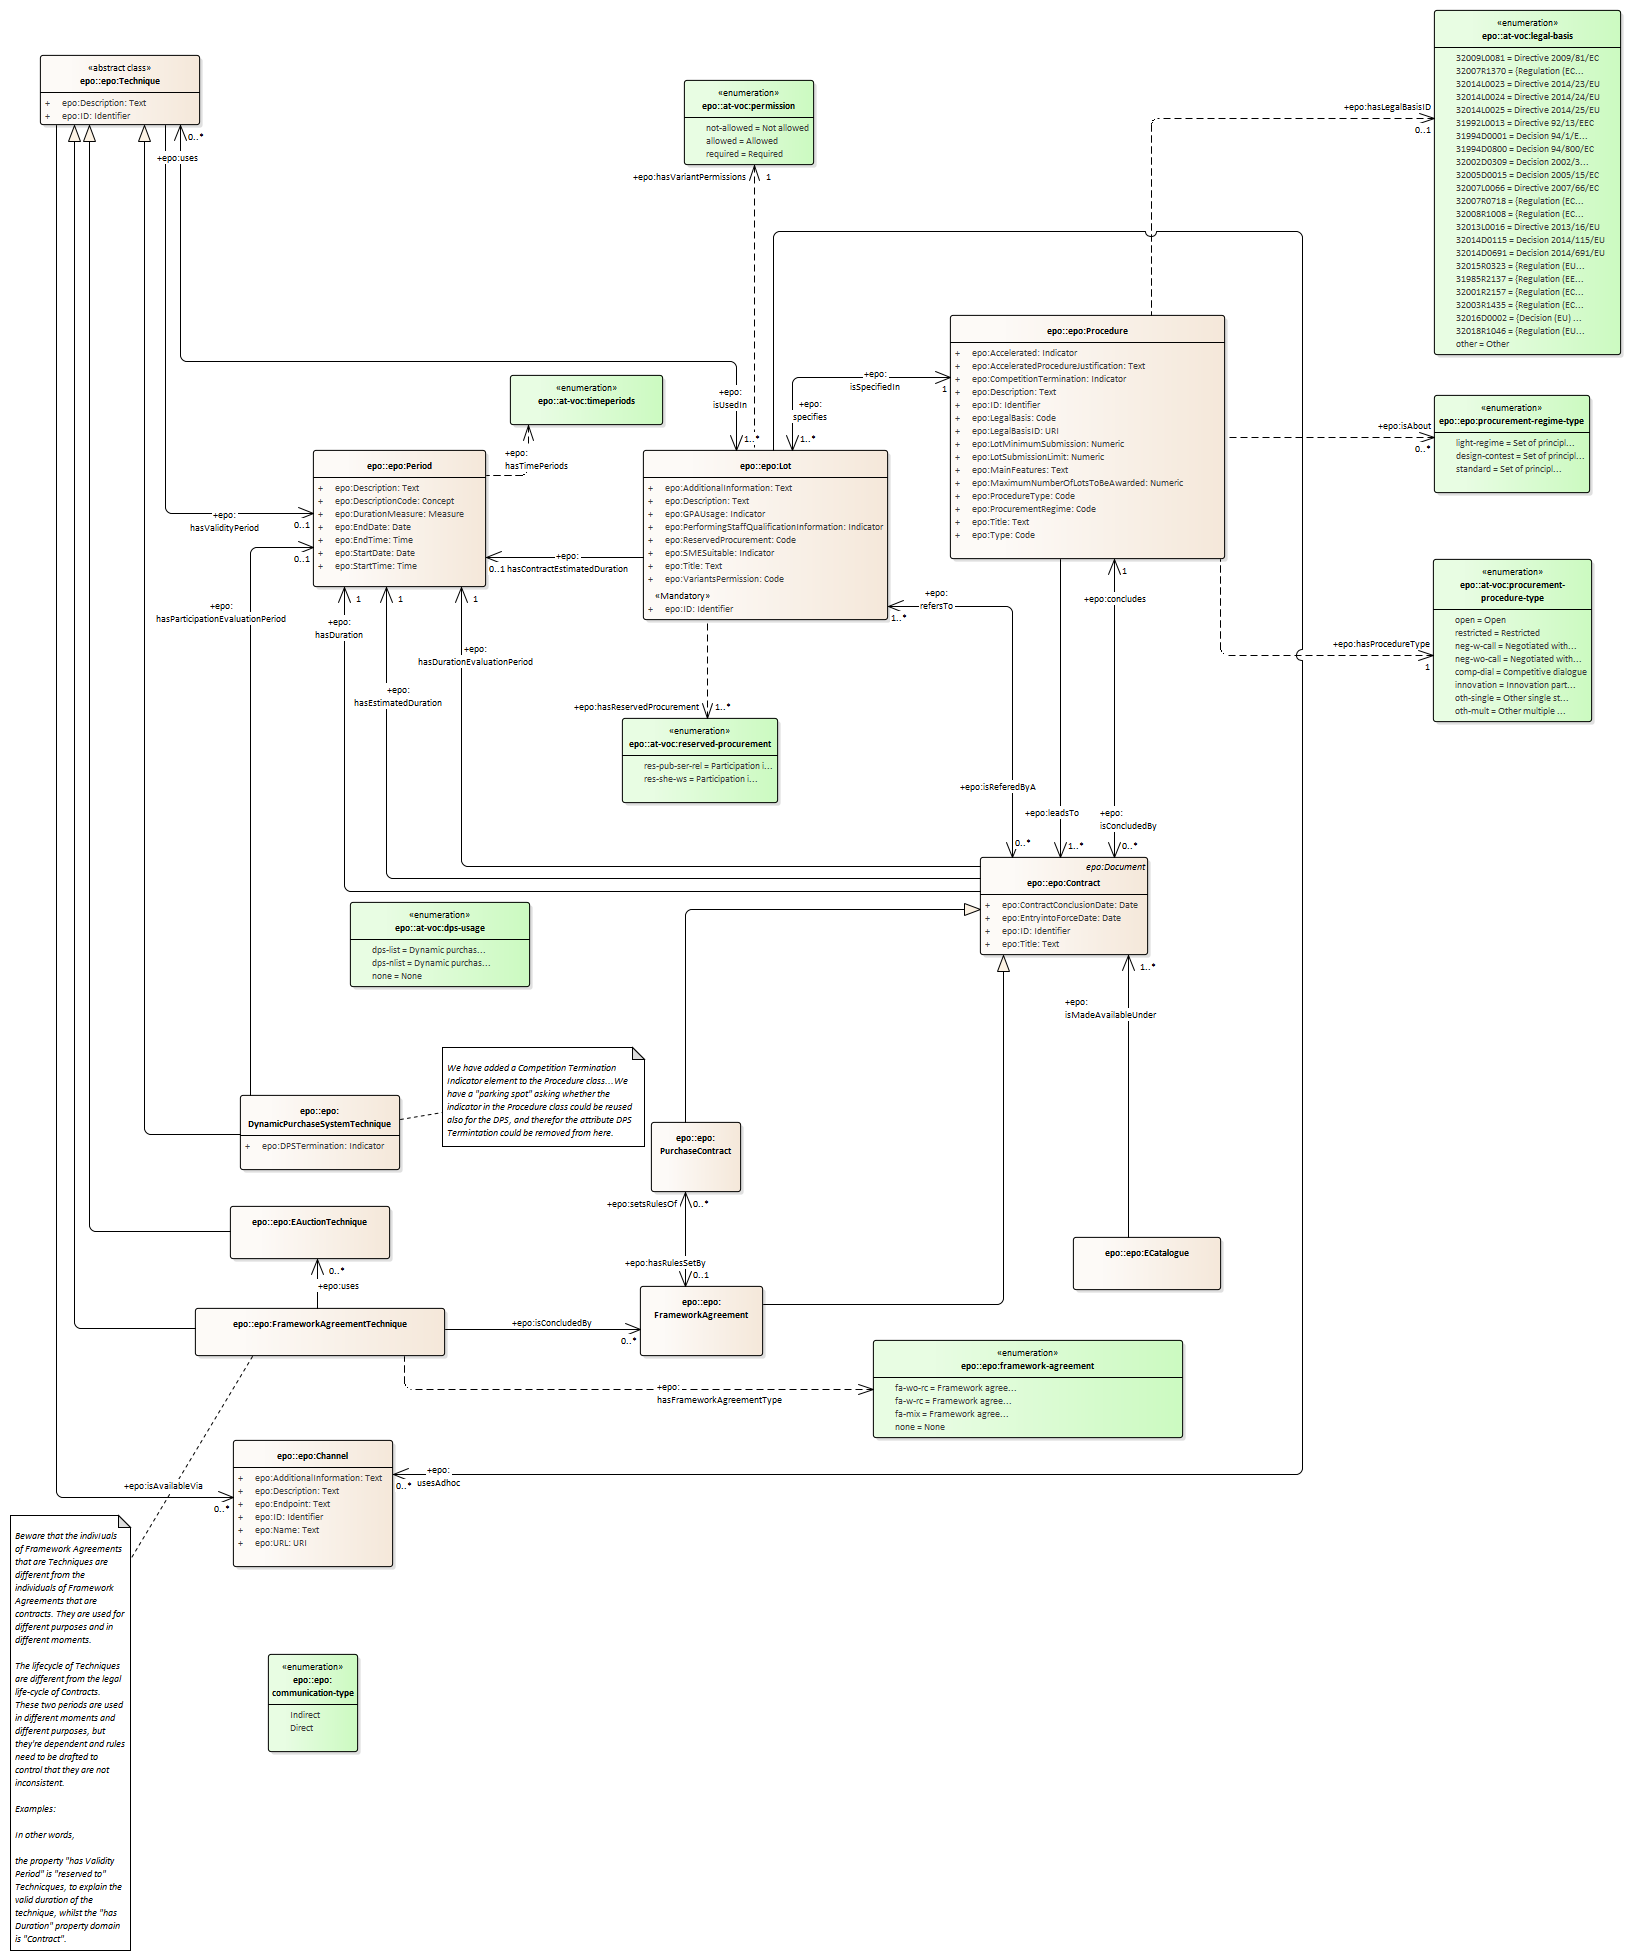 «abstract class»
epo::epo:Technique
+ epo:Description: Text
+ epo:ID: Identifier
0..*
+epo:uses
«enumeration»
epo::at-voc:permission
not-allowed = Not allowed
allowed = Allowed
required = Required
+epo:hasVariantPermissions
1
«enumeration»
epo::at-voc:legal-basis
32009L0081 = Directive 2009/81/EC
32007R1370 = {Regulation (EC...
32014L0023 = Directive 2014/23/EU
32014L0024 = Directive 2014/24/EU
32014L0025 = Directive 2014/25/EU
31992L0013 = Directive 92/13/EEC
31994D0001 = Decision 94/1/E...
31994D0800 = Decision 94/800/EC
32002D0309 = Decision 2002/3...
32005D0015 = Decision 2005/15/EC
32007L0066 = Directive 2007/66/EC
32007R0718 = {Regulation (EC...
32008R1008 = {Regulation (EC...
32013L0016 = Directive 2013/16/EU
32014D0115 = Decision 2014/115/EU
32014D0691 = Decision 2014/691/EU
32015R0323 = {Regulation (EU...
31985R2137 = {Regulation (EE...
32001R2157 = {Regulation (EC...
32003R1435 = {Regulation (EC...
32016D0002 = {Decision (EU) ...
32018R1046 = {Regulation (EU...
other = Other
+epo:hasLegalBasisID
0..1
epo::epo:Procedure
+ epo:Accelerated: Indicator
+ epo:AcceleratedProcedureJustification: Text
+ epo:CompetitionTermination: Indicator
+ epo:Description: Text
+ epo:ID: Identifier
+ epo:LegalBasis: Code
+ epo:LegalBasisID: URI
+ epo:LotMinimumSubmission: Numeric
+ epo:LotSubmissionLimit: Numeric
+ epo:MainFeatures: Text
+ epo:MaximumNumberOfLotsToBeAwarded: Numeric
+ epo:ProcedureType: Code
+ epo:ProcurementRegime: Code
+ epo:Title: Text
+ epo:Type: Code
+epo:
isSpecifiedIn
1
+epo:
specifies
1..*
+epo:
isUsedIn
1..*
«enumeration»
epo::at-voc:timeperiods
+epo:
hasTimePeriods
«enumeration»
epo::epo:procurement-regime-type
light-regime = Set of principl...
design-contest = Set of principl...
standard = Set of principl...
+epo:isAbout
0..*
epo::epo:Period
+ epo:Description: Text
+ epo:DescriptionCode: Concept
+ epo:DurationMeasure: Measure
+ epo:EndDate: Date
+ epo:EndTime: Time
+ epo:StartDate: Date
+ epo:StartTime: Time
epo::epo:Lot
+ epo:AdditionalInformation: Text
+ epo:Description: Text
+ epo:GPAUsage: Indicator
+ epo:PerformingStaffQualificationInformation: Indicator
+ epo:ReservedProcurement: Code
+ epo:SMESuitable: Indicator
+ epo:Title: Text
+ epo:VariantsPermission: Code
«Mandatory»
+ epo:ID: Identifier
+epo:
hasValidityPeriod
0..1
0..1
+epo:
0..1 hasContractEstimatedDuration
+epo:
hasParticipationEvaluationPeriod
1
+epo:
hasDuration
1
+epo:
hasEstimatedDuration
1
+epo:
hasDurationEvaluationPeriod
+epo:
refersTo
1..*
1
+epo:concludes
«enumeration»
epo::at-voc:procurement-
procedure-type
open = Open
restricted = Restricted
neg-w-call = Negotiated with...
neg-wo-call = Negotiated with...
comp-dial = Competitive dialogue
innovation = Innovation part...
oth-single = Other single st...
oth-mult = Other multiple ...
+epo:hasProcedureType
1
+epo:hasReservedProcurement
1..*
«enumeration»
epo::at-voc:reserved-procurement
res-pub-ser-rel = Participation i...
res-she-ws = Participation i...
+epo:isReferedByA
0..*
+epo:leadsTo
1..*
+epo:
isConcludedBy
0..*
epo:Document
epo::epo:Contract
+ epo:ContractConclusionDate: Date
+ epo:EntryintoForceDate: Date
+ epo:ID: Identifier
+ epo:Title: Text
1..*
+epo:
isMadeAvailableUnder
«enumeration»
epo::at-voc:dps-usage
dps-list = Dynamic purchas...
dps-nlist = Dynamic purchas...
none = None
We have added a Competition Termination
Indicator element to the Procedure class...We
have a "parking spot" asking whether the
indicator in the Procedure class could be reused
also for the DPS, and therefor the attribute DPS
Termintation could be removed from here.
epo::epo:
DynamicPurchaseSystemTechnique
+ epo:DPSTermination: Indicator
epo::epo:
PurchaseContract
+epo:setsRulesOf
0..*
+epo:hasRulesSetBy
0..1
epo::epo:EAuctionTechnique
0..*
+epo:uses
epo::epo:ECatalogue
epo::epo:FrameworkAgreementTechnique
+epo:isConcludedBy
0..*
epo::epo:
FrameworkAgreement
«enumeration»
epo::epo:framework-agreement
fa-wo-rc = Framework agree...
fa-w-rc = Framework agree...
fa-mix = Framework agree...
none = None
+epo:
hasFrameworkAgreementType
epo::epo:Channel
+ epo:AdditionalInformation: Text
+ epo:Description: Text
+ epo:Endpoint: Text
+ epo:ID: Identifier
+ epo:Name: Text
+ epo:URL: URI
+epo:
0..* usesAdhoc
+epo:isAvailableVia
0..*
Beware that the indivIuals
of Framework Agreements
that are Techniques are
different from the
individuals of Framework
Agreements that are
contracts. They are used for
different purposes and in
different moments.
The lifecycle of Techniques
are different from the legal
life-cycle of Contracts.
These two periods are used
in different moments and
different purposes, but
they're dependent and rules
need to be drafted to
control that they are not
inconsistent.
Examples:
In other words,
the property "has Validity
Period" is "reserved to"
Technicques, to explain the
valid duration of the
technique, whilst the "has
Duration" property domain
is "Contract".
«enumeration»
epo::epo:
communication-type
Indirect
Direct